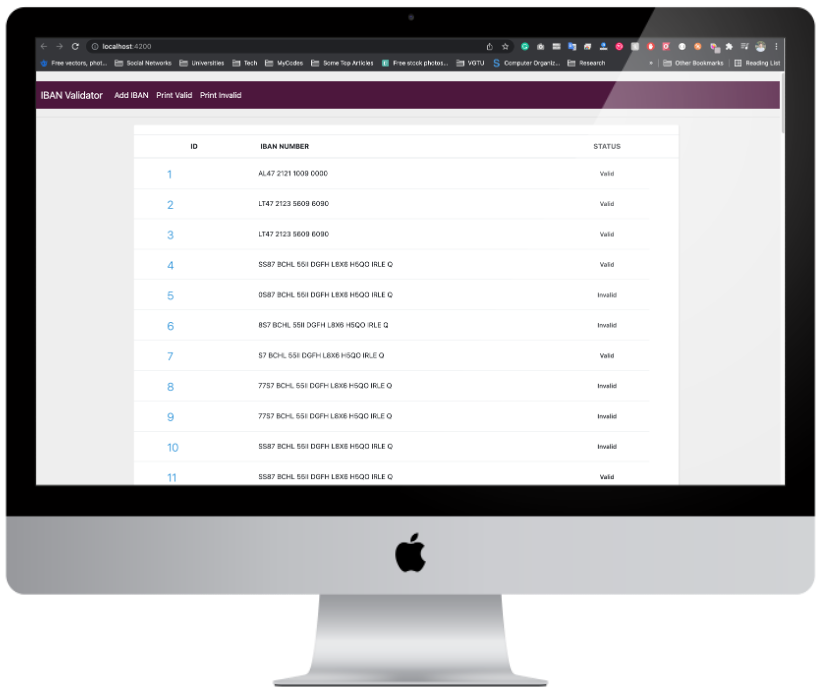 localhost:4200
Free vectors, phot... Social Networks Universities Tech MyCodes Some Top Articles Free stock photos... VGTU Computer Organiz... Research » Other Bookmarks Reading List
IBAN Validator Add IBAN Print Valid Print Invalid
ID IBAN NUMBER STATUS
1 AL47 2121 1009 0000 Valid
2 LT47 2123 5609 6090 Valid
3 LT47 2123 5609 6090 Valid
4 SS87 BCHL 55II DGFH L8X6 H5QO IRLE Q Valid
5 0S87 BCHL 55II DGFH L8X6 H5QO IRLE Q Invalid
6 8S7 BCHL 55II DGFH L8X6 H5QO IRLE Q Invalid
7 S7 BCHL 55II DGFH L8X6 H5QO IRLE Q Valid
8 77S7 BCHL 55II DGFH L8X6 H5QO IRLE Q Invalid
9 77S7 BCHL 55II DGFH L8X6 H5QO IRLE Q Invalid
10 SS87 BCHL 55II DGFH L8X6 H5QO IRLE Q Invalid
11 SS87 BCHL 55II DGFH L8X6 H5QO IRLE Q Valid